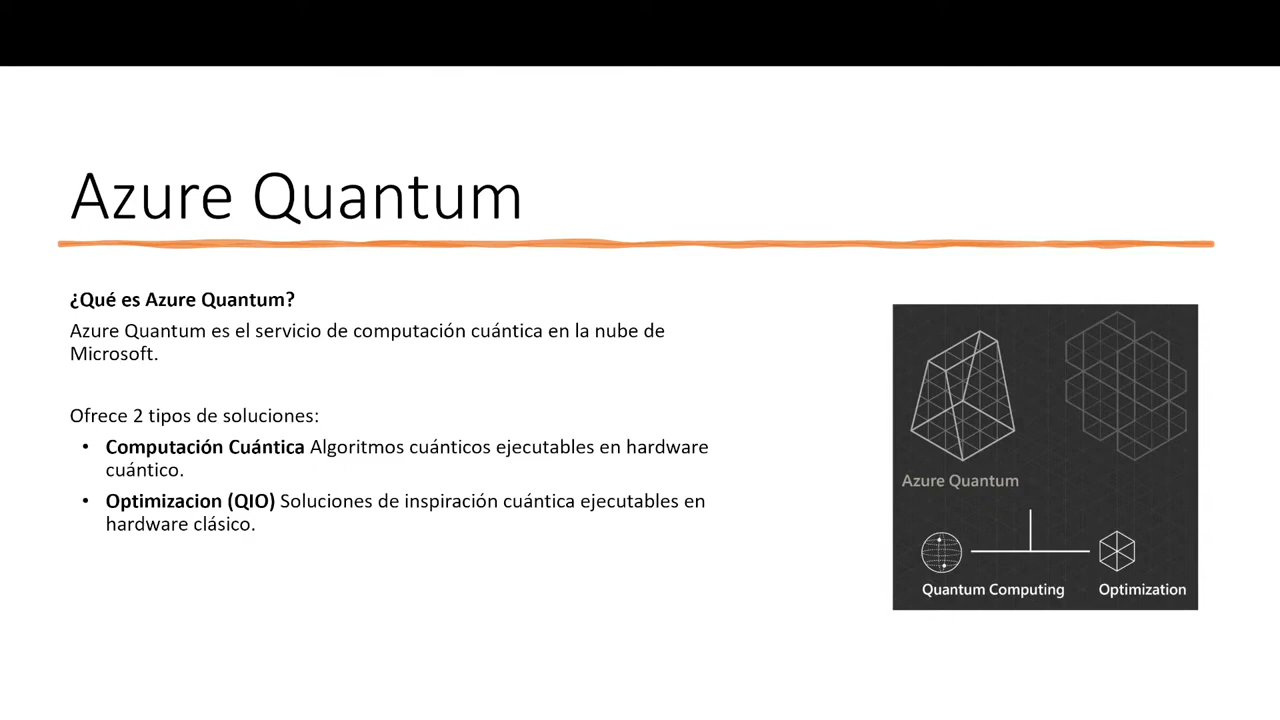 Azure Quantum
¿Qué es Azure Quantum?
Azure Quantum es el servicio de computación cuántica en la nube de
Microsoft.
Ofrece 2 tipos de soluciones:
• Computación Cuántica Algoritmos cuánticos ejecutables en hardware
cuántico.
• Optimizacion (QIO) Soluciones de inspiración cuántica ejecutables en
hardware clásico.
Azure Quantum
Quantum Computing
Optimization